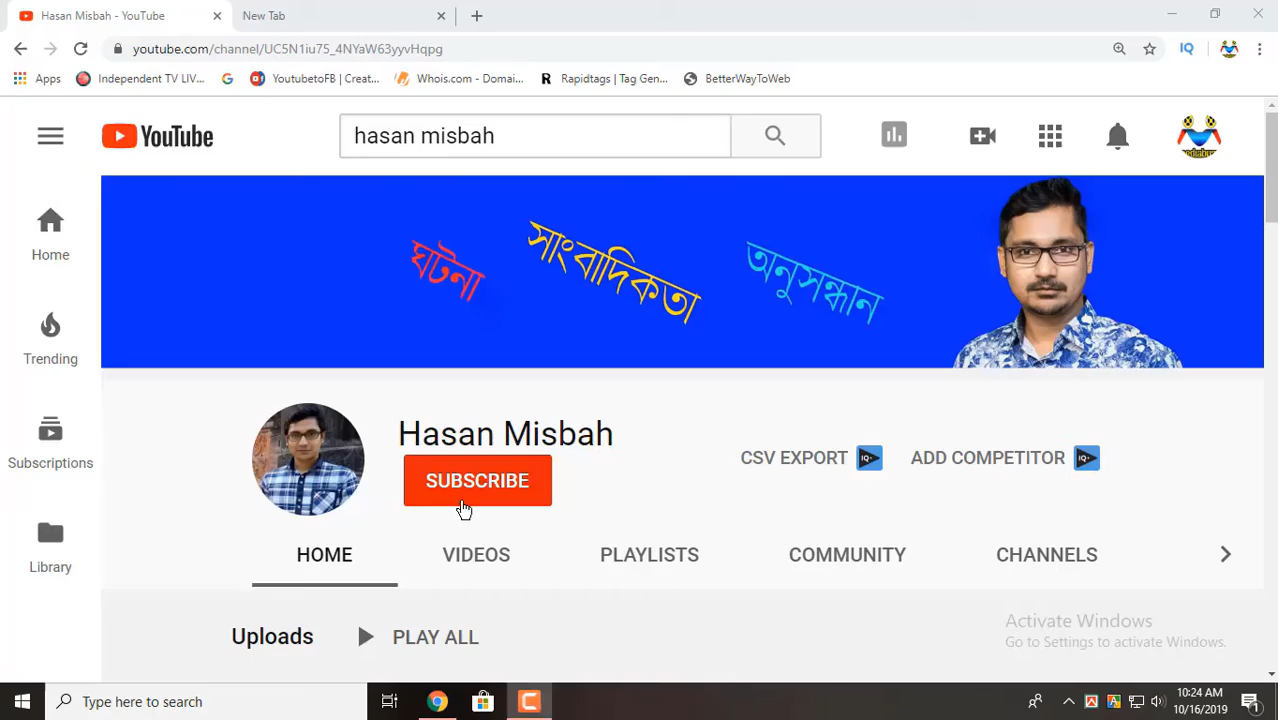 Hasan Misbah - YouTube
New Tab
youtube.com/channel/UC5N1iu75_4NYaW63yyvHqpg
Apps
Independent TV LIV...
YoutubetoFB | Creat...
Whois.com - Domai...
Rapidtags | Tag Gen...
BetterWayToWeb
YouTube
hasan misbah
Home
Trending
Subscriptions
Library
ঘটনা
সাংবাদিকতা
অনুসন্ধান
Hasan Misbah
SUBSCRIBE
CSV EXPORT
ADD COMPETITOR
HOME
VIDEOS
PLAYLISTS
COMMUNITY
CHANNELS
Uploads
PLAY ALL
Activate Windows
Go to Settings to activate Windows.
Type here to search
10:24 AM
10/16/2019